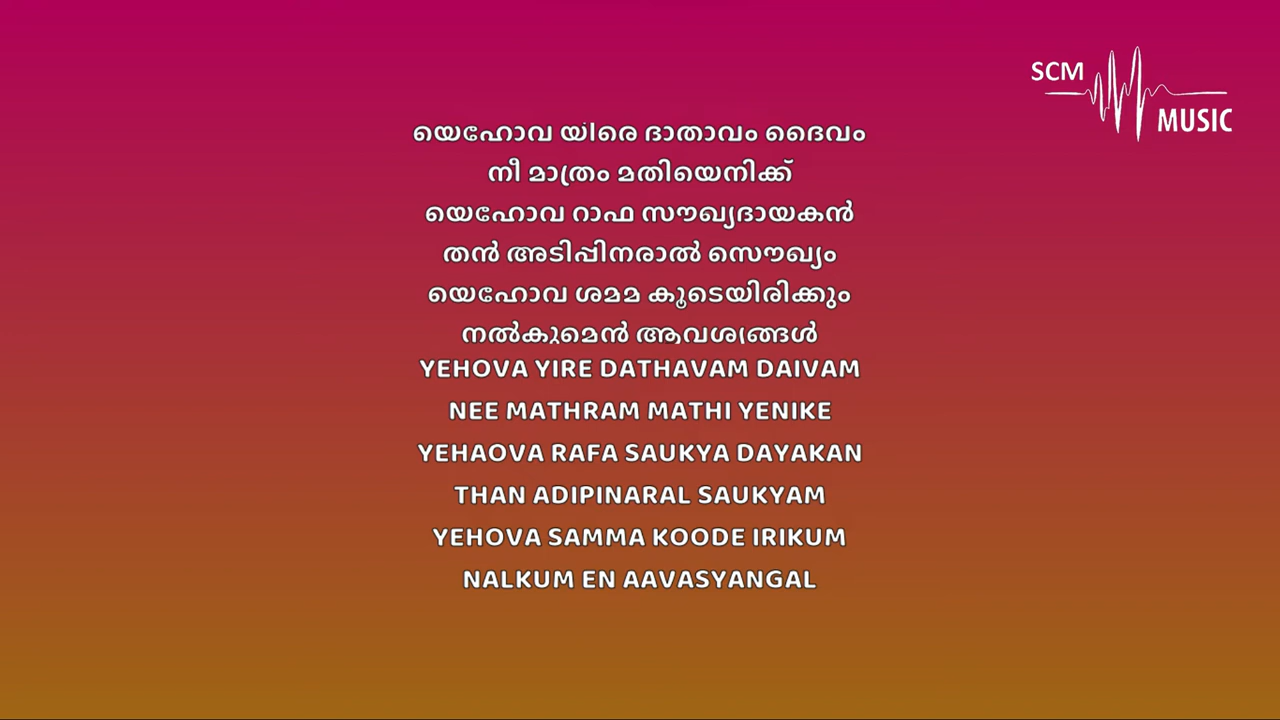 SCM
MUSIC
യെഹോവ യിരെ ദാതാവം ദൈവം
നീ മാത്രം മതിയെനിക്ക്
യെഹോവ റാഫ സൗഖ്യദായകൻ
തൻ അടിപ്പിനരാൽ സൌഖ്യം
യെഹോവ ശമമ കൂടെയിരിക്കും
നൽകുമെൻ ആവശ്യങ്ങൾ
YEHOVA YIRE DATHAVAM DAIVAM
NEE MATHRAM MATHI YENIKE
YEHAOVA RAFA SAUKYA DAYAKAN
THAN ADIPINARAL SAUKYAM
YEHOVA SAMMA KOODE IRIKUM
NALKUM EN AAVASYANGAL